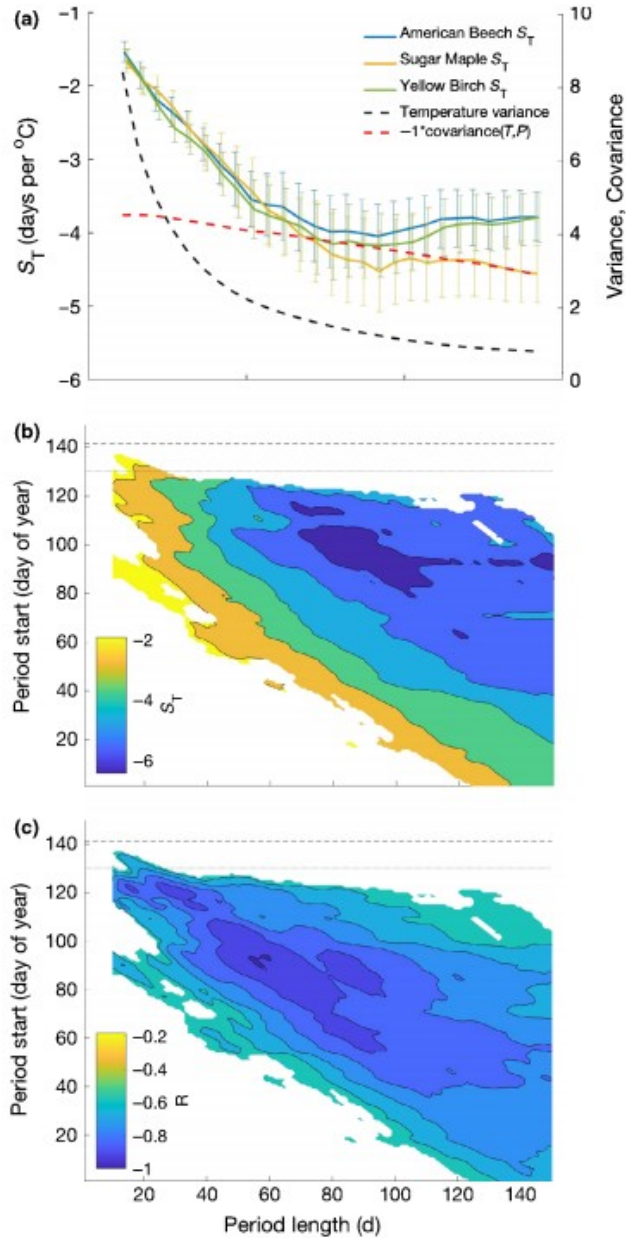 (a)
−1
−2
−3
−4
−5
−6
S_T (days per °C)
10
8
6
4
2
0
Variance, Covariance
American Beech S_T
Sugar Maple S_T
Yellow Birch S_T
Temperature variance
−1*covariance(T,P)
(b)
140
120
100
80
60
40
20
Period start (day of year)
−2
−4
−6
S_T
(c)
140
120
100
80
60
40
20
Period start (day of year)
−0.2
−0.4
−0.6
−0.8
−1
R
20 40 60 80 100 120 140
Period length (d)